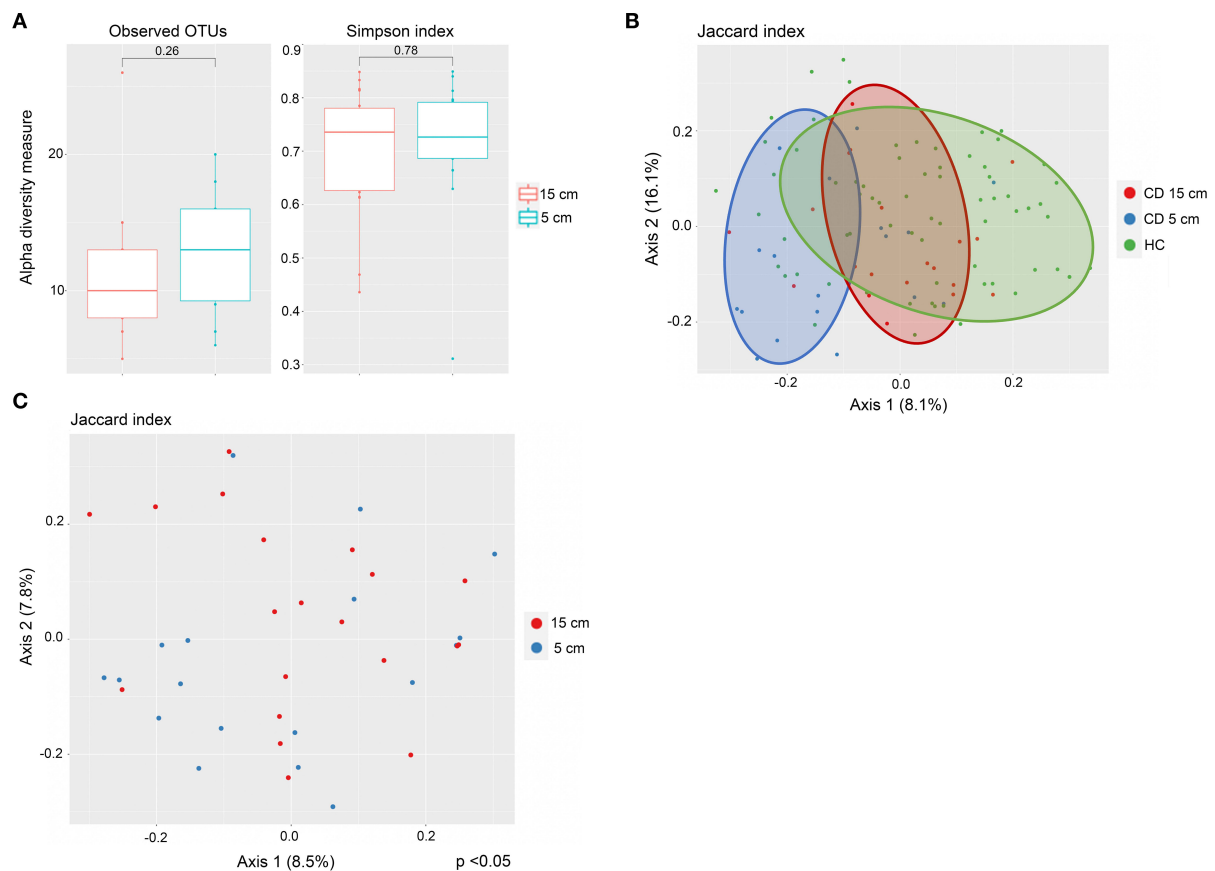 A
Observed OTUs
Simpson index
0.26
0.78
Alpha diversity measure
20
10
0.9
0.8
0.7
0.6
0.5
0.4
0.3
15 cm
5 cm
B
Jaccard index
Axis 2 (16.1%)
0.2
0.0
-0.2
-0.2
0.0
0.2
Axis 1 (8.1%)
CD 15 cm
CD 5 cm
HC
C
Jaccard index
Axis 2 (7.8%)
0.2
0.0
-0.2
-0.2
0.0
0.2
Axis 1 (8.5%)
p <0.05
15 cm
5 cm